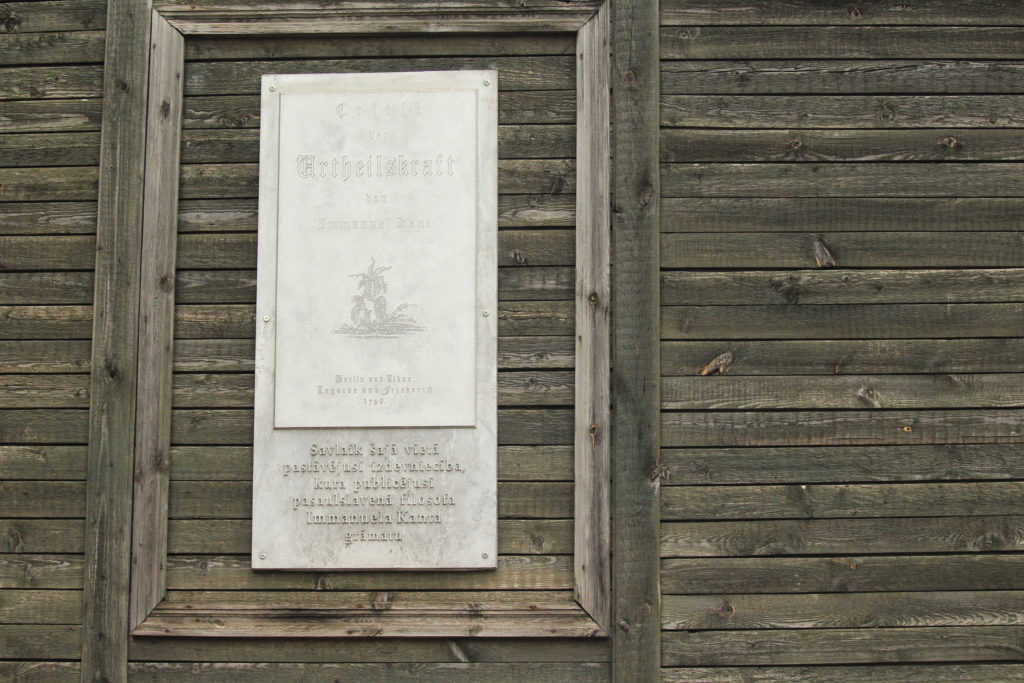 Critik
der
Urtheilskraft
von
Immanuel Kant
Berlin und Libau,
Lagarde und Friederich
1790.
Savlaik šajā vietā
pastāvējusi izdevniecība,
kura publicējusi
pasaulslavenā filosofa
Immanuela Kanta
grāmatu